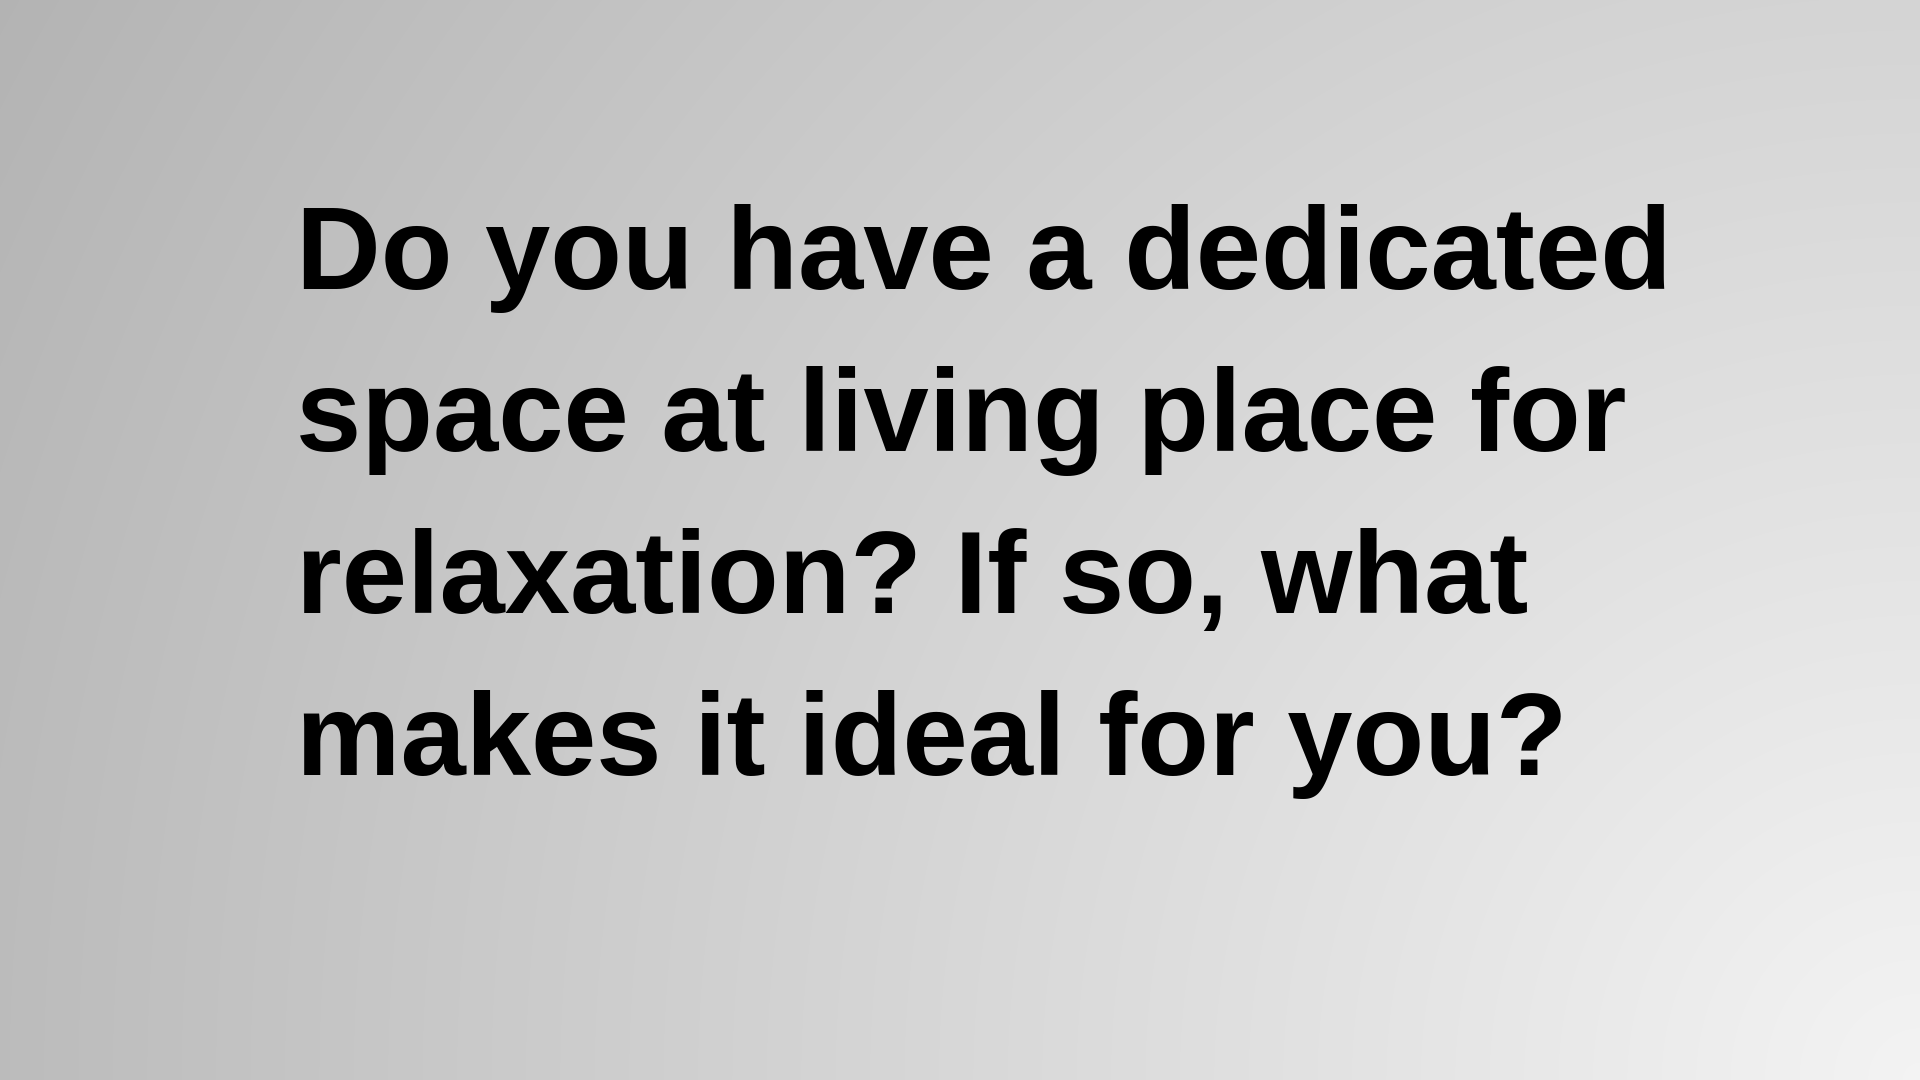 Do you have a dedicated
space at living place for
relaxation? If so, what
makes it ideal for you?